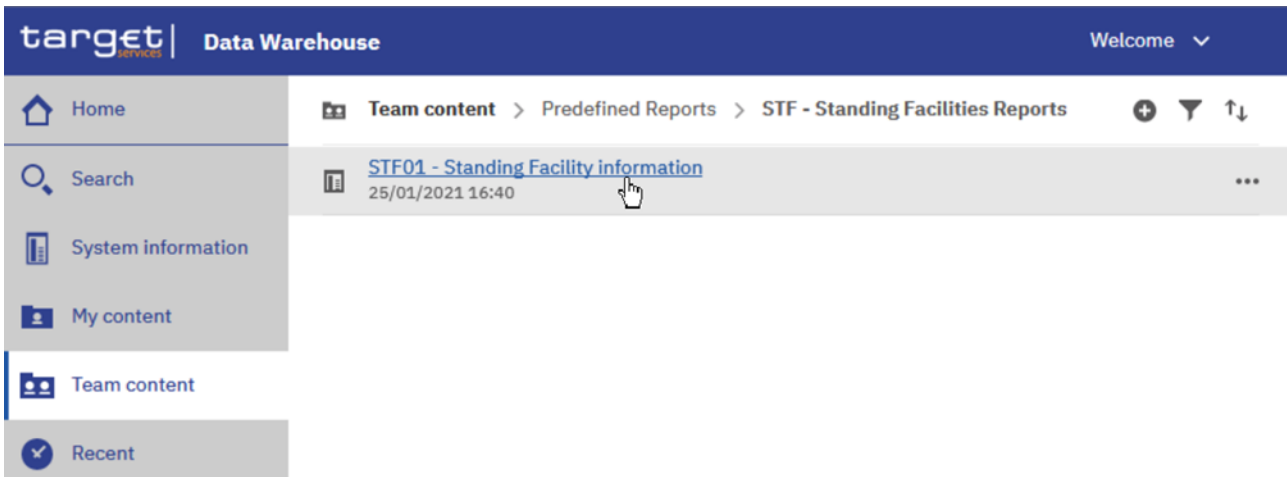 target services Data Warehouse Welcome
Home
Team content > Predefined Reports > STF - Standing Facilities Reports
Search
STF01 - Standing Facility information
25/01/2021 16:40
System information
My content
Team content
Recent